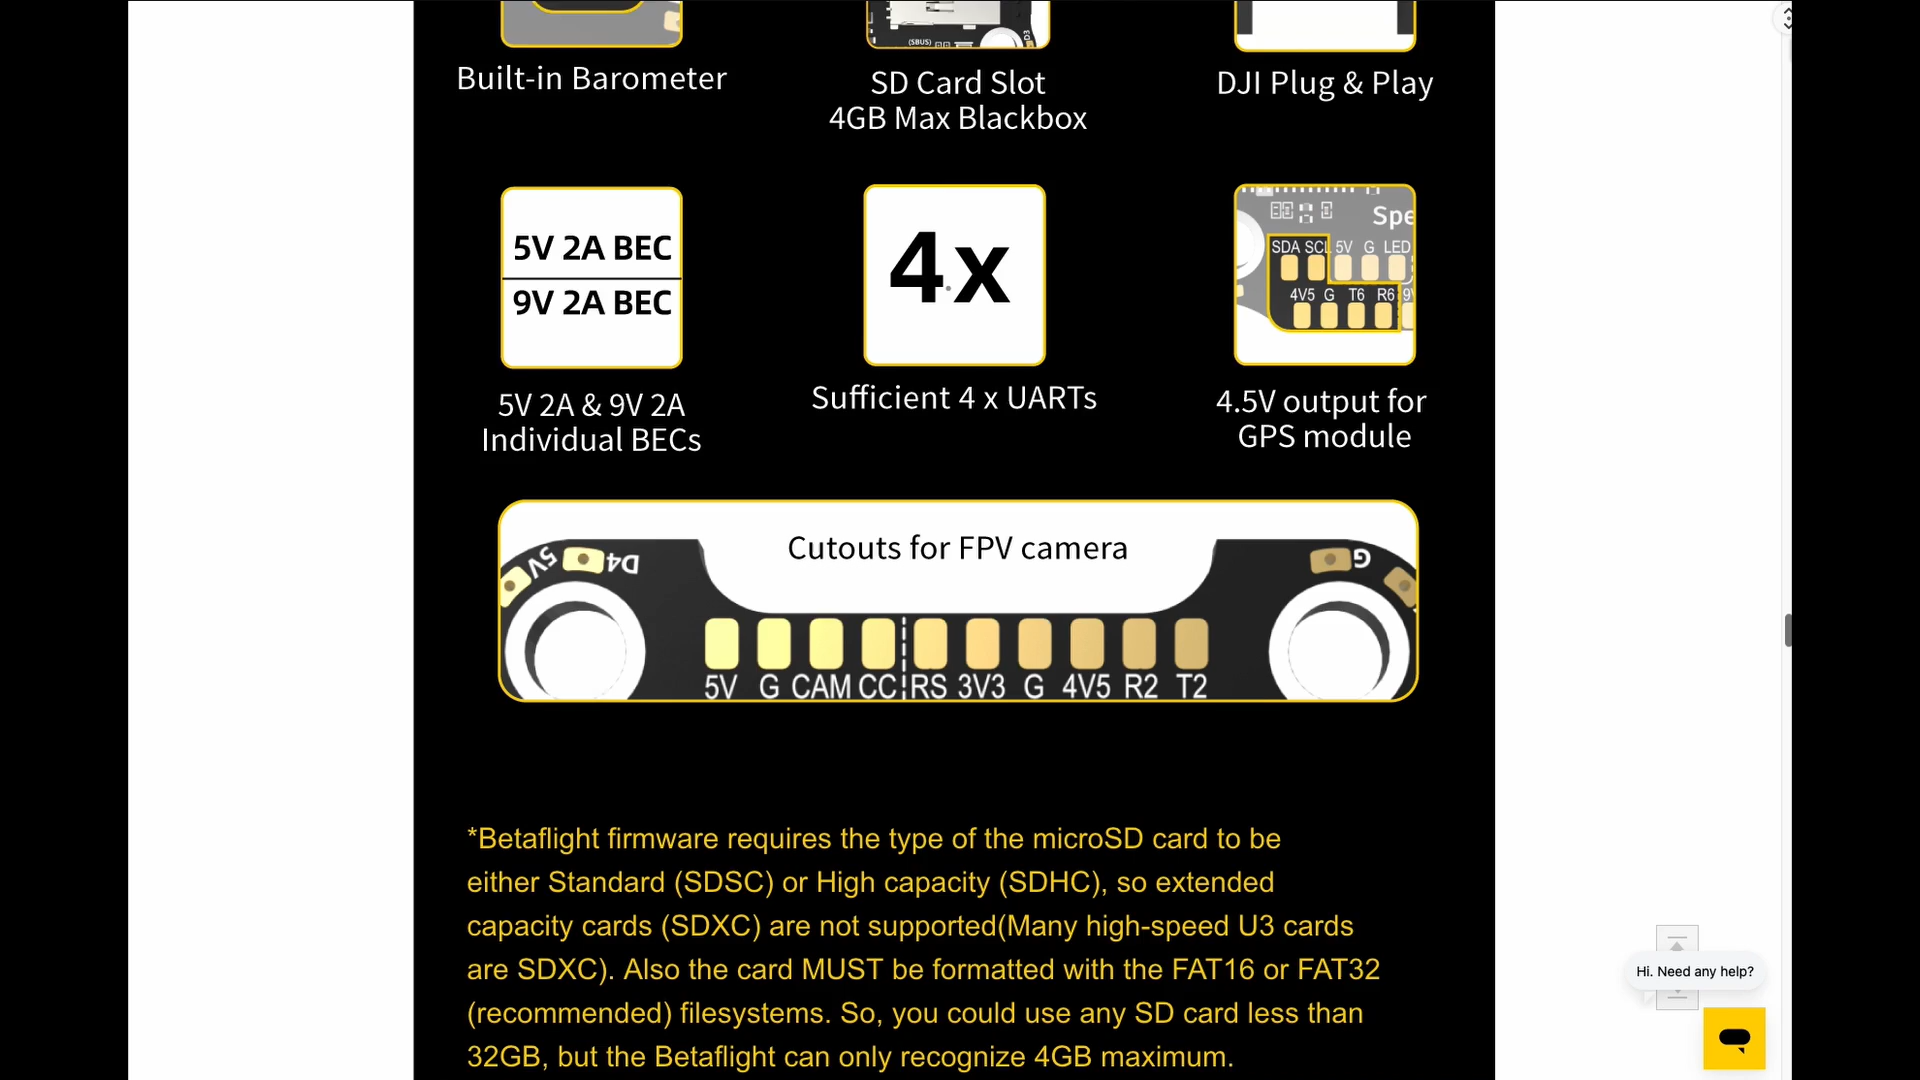 (SBUS)
D3
Built-in Barometer
SD Card Slot
4GB Max Blackbox
DJI Plug & Play
5V 2A BEC
9V 2A BEC
4x
Spe
SDA SCL 5V G LED
4V5 G T6 R6 9V
5V 2A & 9V 2A
Individual BECs
Sufficient 4 x UARTs
4.5V output for
GPS module
Cutouts for FPV camera
5V D4 G
5V G CAM CC RS 3V3 G 4V5 R2 T2
*Betaflight firmware requires the type of the microSD card to be
either Standard (SDSC) or High capacity (SDHC), so extended
capacity cards (SDXC) are not supported(Many high-speed U3 cards
are SDXC). Also the card MUST be formatted with the FAT16 or FAT32
(recommended) filesystems. So, you could use any SD card less than
32GB, but the Betaflight can only recognize 4GB maximum.
Hi. Need any help?